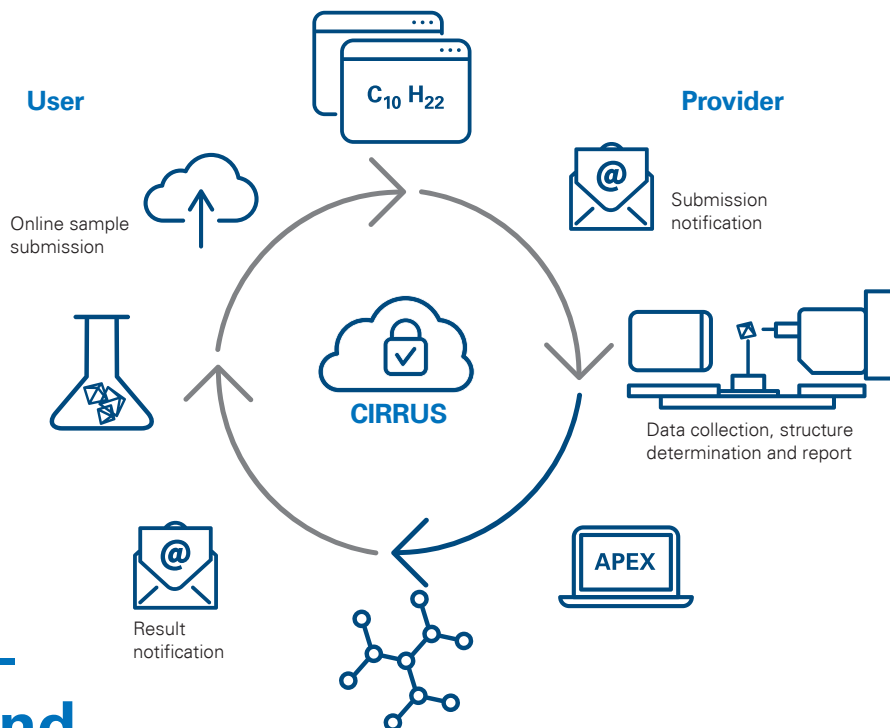 C₁₀ H₂₂
User
Provider
@
Submission
notification
Online sample
submission
CIRRUS
Data collection, structure
determination and report
@
APEX
Result
notification